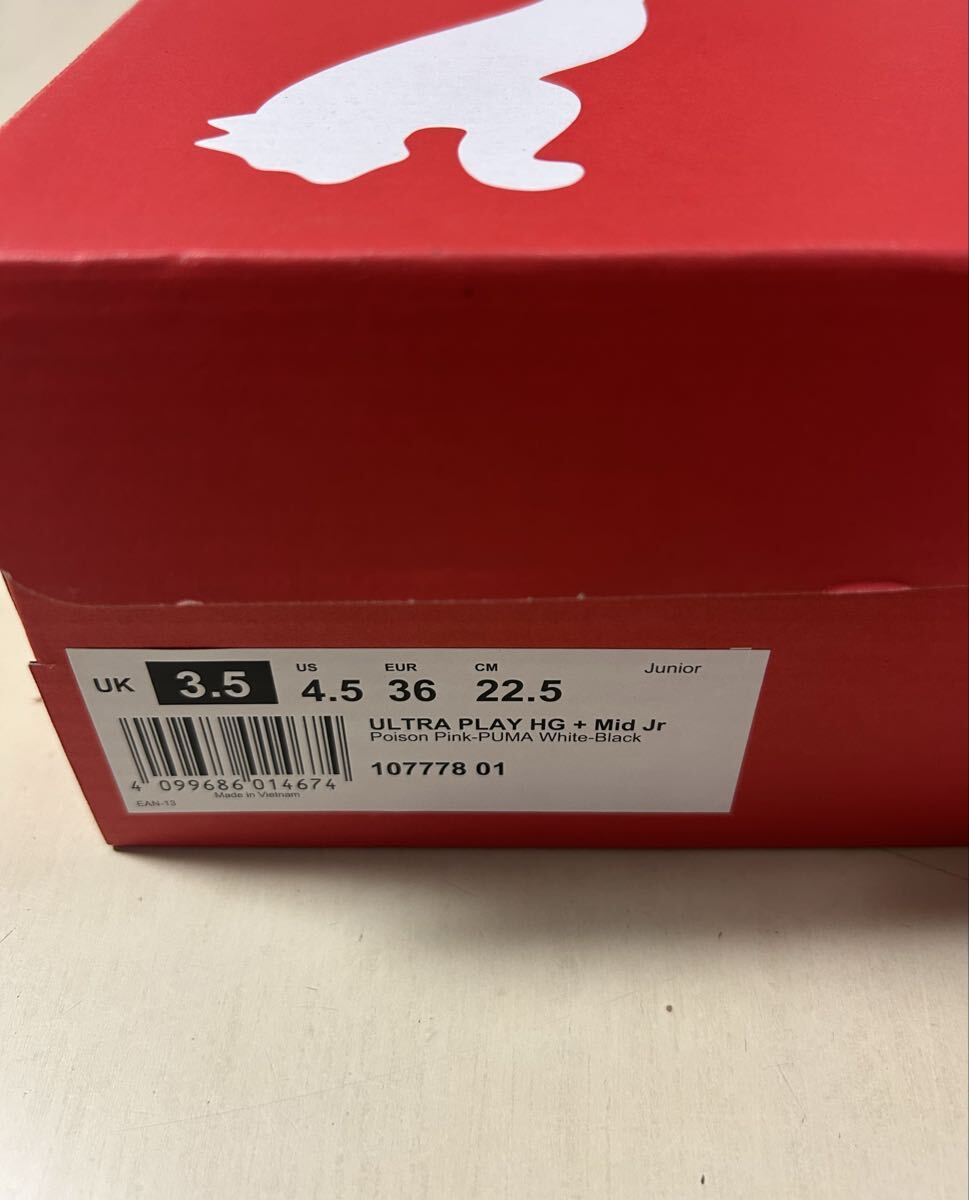 UK 3.5
US 4.5
EUR 36
CM 22.5
Junior
ULTRA PLAY HG + Mid Jr
Poison Pink-PUMA White-Black
107778 01
4 099686 014674
Made in Vietnam
EAN-13